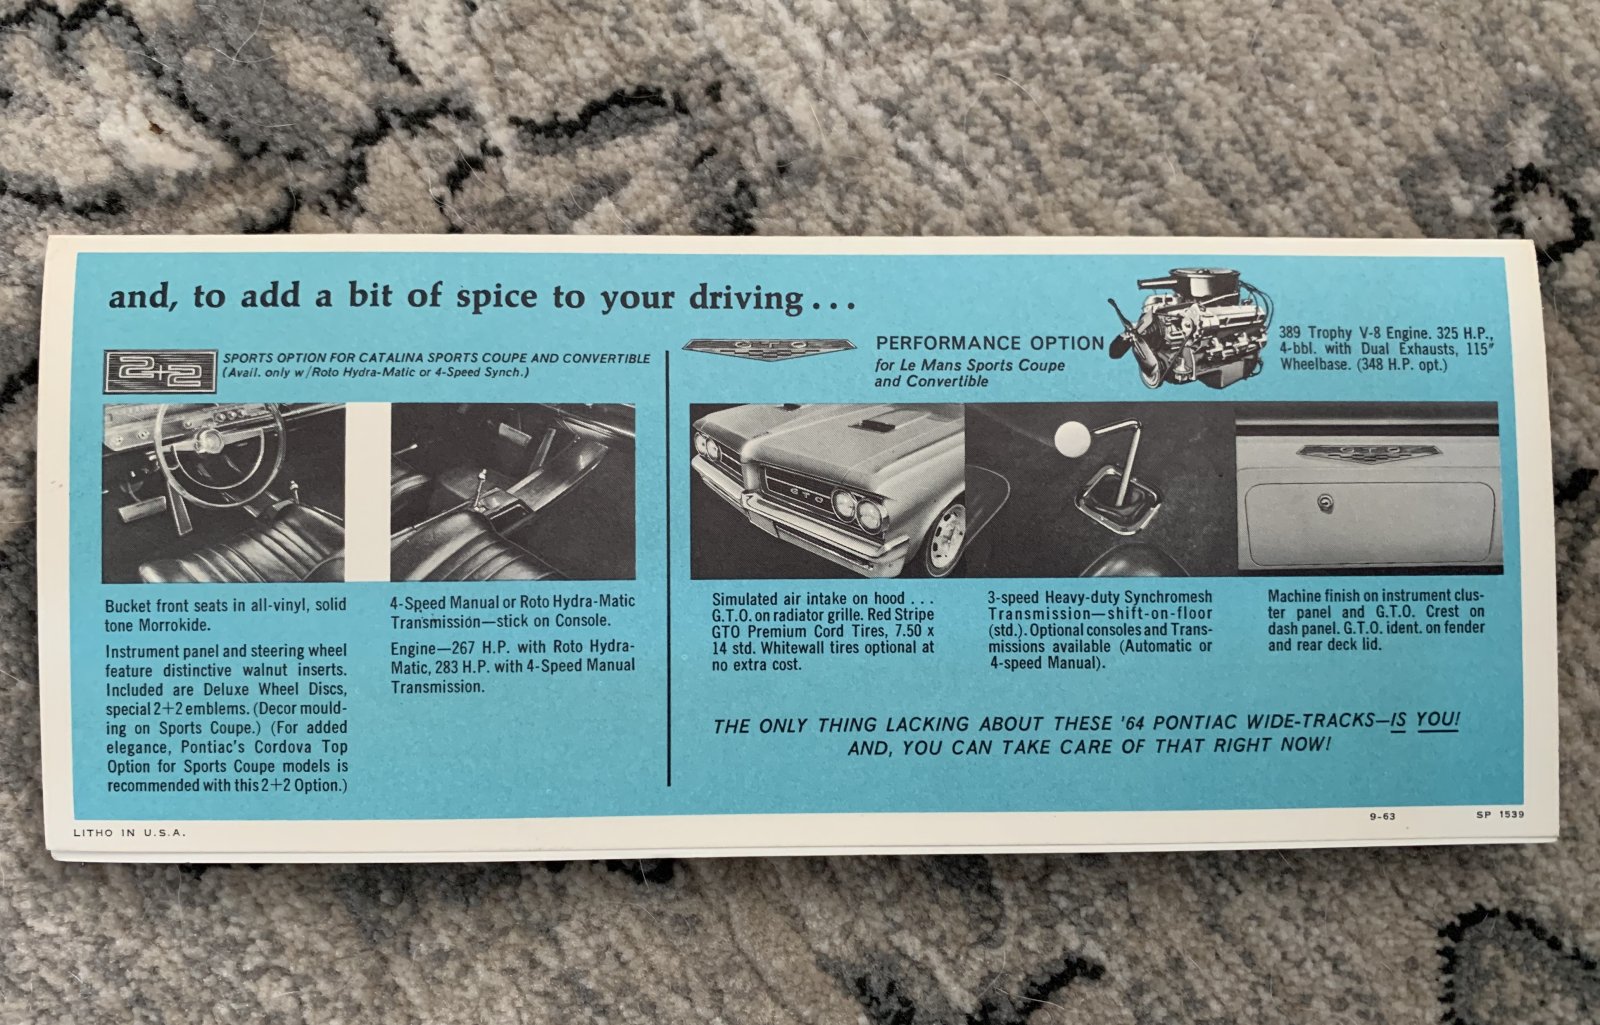 and, to add a bit of spice to your driving...
2+2
SPORTS OPTION FOR CATALINA SPORTS COUPE AND CONVERTIBLE
(Avail. only w/Roto Hydra-Matic or 4-Speed Synch.)
Bucket front seats in all-vinyl, solid
tone Morrokide.
Instrument panel and steering wheel
feature distinctive walnut inserts.
Included are Deluxe Wheel Discs,
special 2+2 emblems. (Decor mould-
ing on Sports Coupe.) (For added
elegance, Pontiac's Cordova Top
Option for Sports Coupe models is
recommended with this 2+2 Option.)
4-Speed Manual or Roto Hydra-Matic
Transmission—stick on Console.
Engine—267 H.P. with Roto Hydra-
Matic, 283 H.P. with 4-Speed Manual
Transmission.
GTO
PERFORMANCE OPTION
for Le Mans Sports Coupe
and Convertible
389 Trophy V-8 Engine. 325 H.P.,
4-bbl. with Dual Exhausts, 115"
Wheelbase. (348 H.P. opt.)
GTO
GTO
Simulated air intake on hood . . .
G.T.O. on radiator grille. Red Stripe
GTO Premium Cord Tires, 7.50 x
14 std. Whitewall tires optional at
no extra cost.
3-speed Heavy-duty Synchromesh
Transmission—shift-on-floor
(std.). Optional consoles and Trans-
missions available (Automatic or
4-speed Manual).
Machine finish on instrument clus-
ter panel and G.T.O. Crest on
dash panel. G.T.O. ident. on fender
and rear deck lid.
THE ONLY THING LACKING ABOUT THESE '64 PONTIAC WIDE-TRACKS—IS YOU!
AND, YOU CAN TAKE CARE OF THAT RIGHT NOW!
LITHO IN U.S.A.
9-63
SP 1539